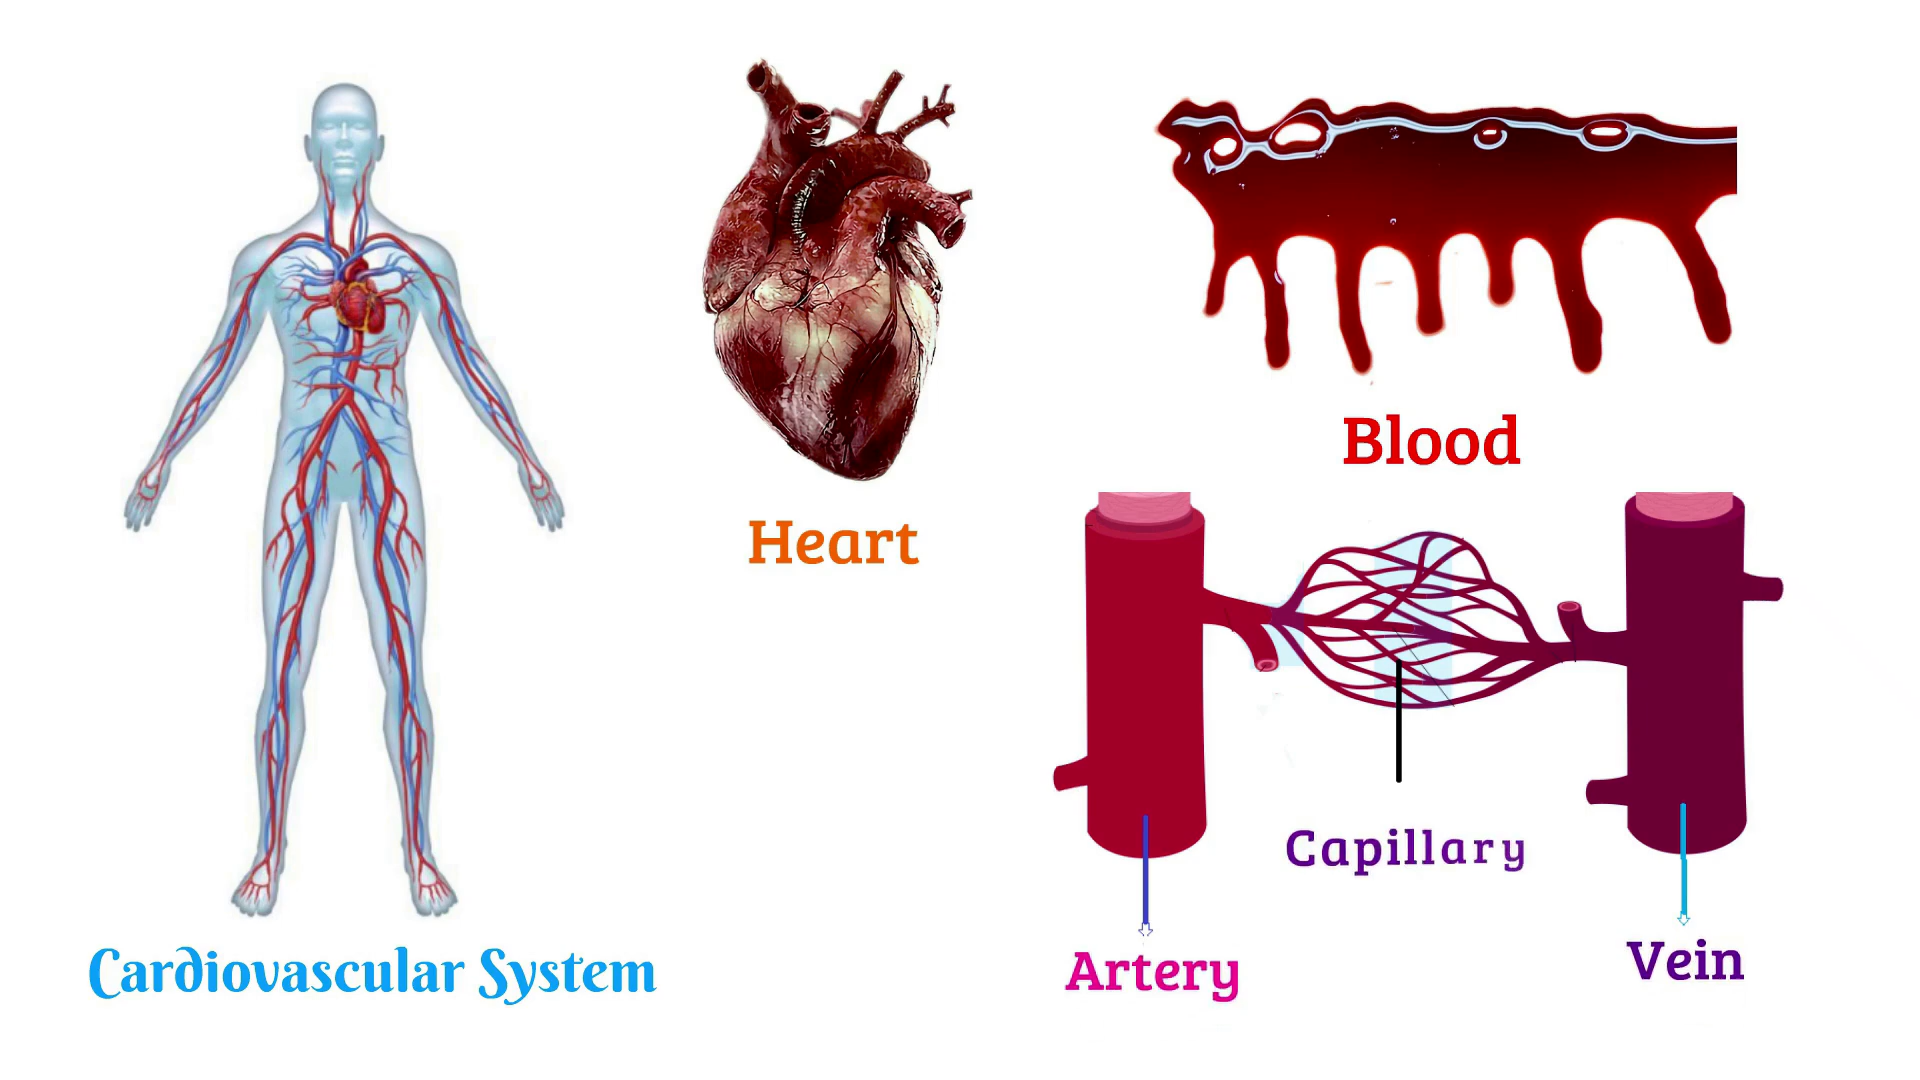 Blood
Heart
Capillary
Artery
Vein
Cardiovascular System